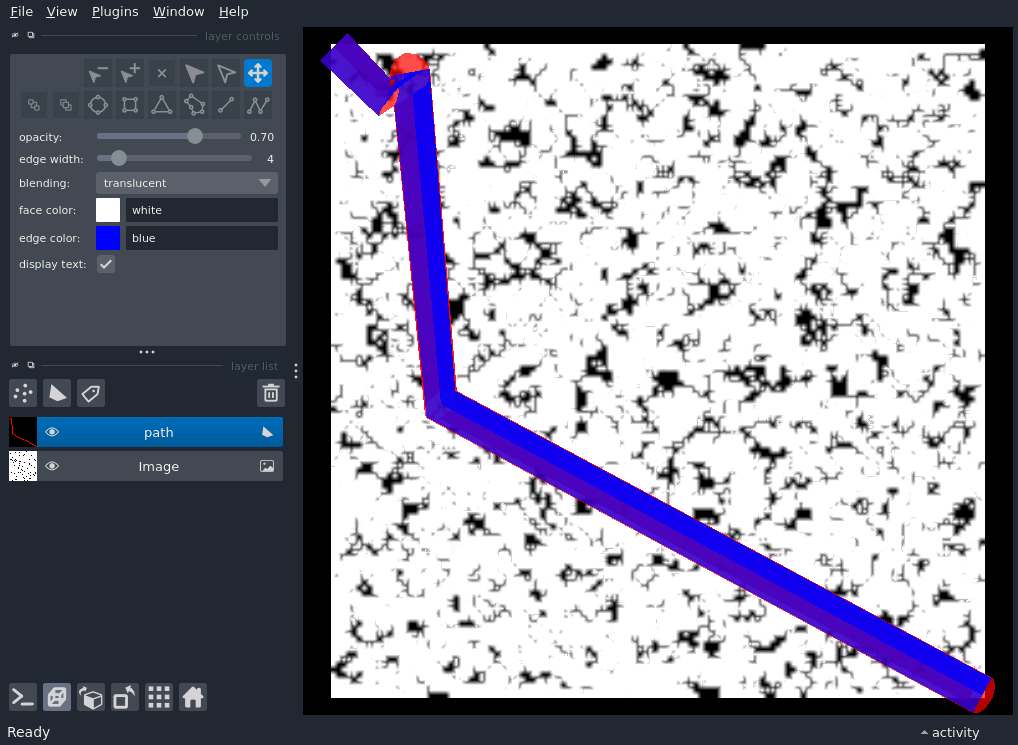 File View Plugins Window Help
layer controls
opacity: 0.70
edge width: 4
blending: translucent
face color: white
edge color: blue
display text:
layer list
path
Image
Ready
activity